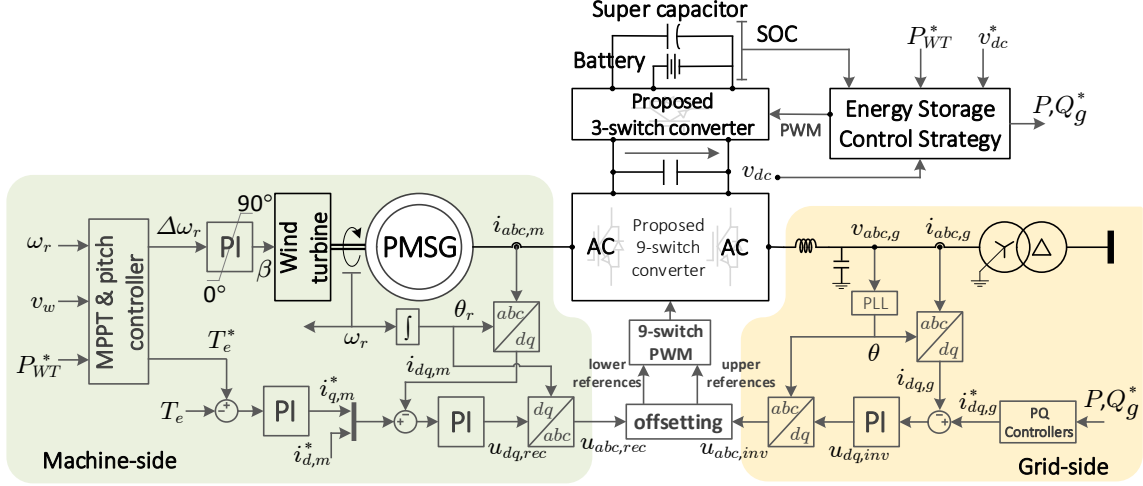 Super capacitor
SOC
Battery
P*WT
v*dc
Proposed
3-switch converter
PWM
Energy Storage
Control Strategy
P,Q*g
vdc
90°
Δωr
PI
0°
β
Wind
turbine
PMSG
iabc,m
AC
Proposed
9-switch
converter
AC
vabc,g
iabc,g
ωr
vw
P*WT
MPPT & pitch
controller
ωr
∫
θr
abc/dq
PLL
θ
abc/dq
T*e
Te
PI
i*q,m
i*d,m
idq,m
PI
udq,rec
dq/abc
uabc,rec
9-switch
PWM
lower
references
upper
references
offsetting
uabc,inv
abc/dq
udq,inv
PI
idq,g
i*dq,g
PQ
Controllers
P,Q*g
Machine-side
Grid-side